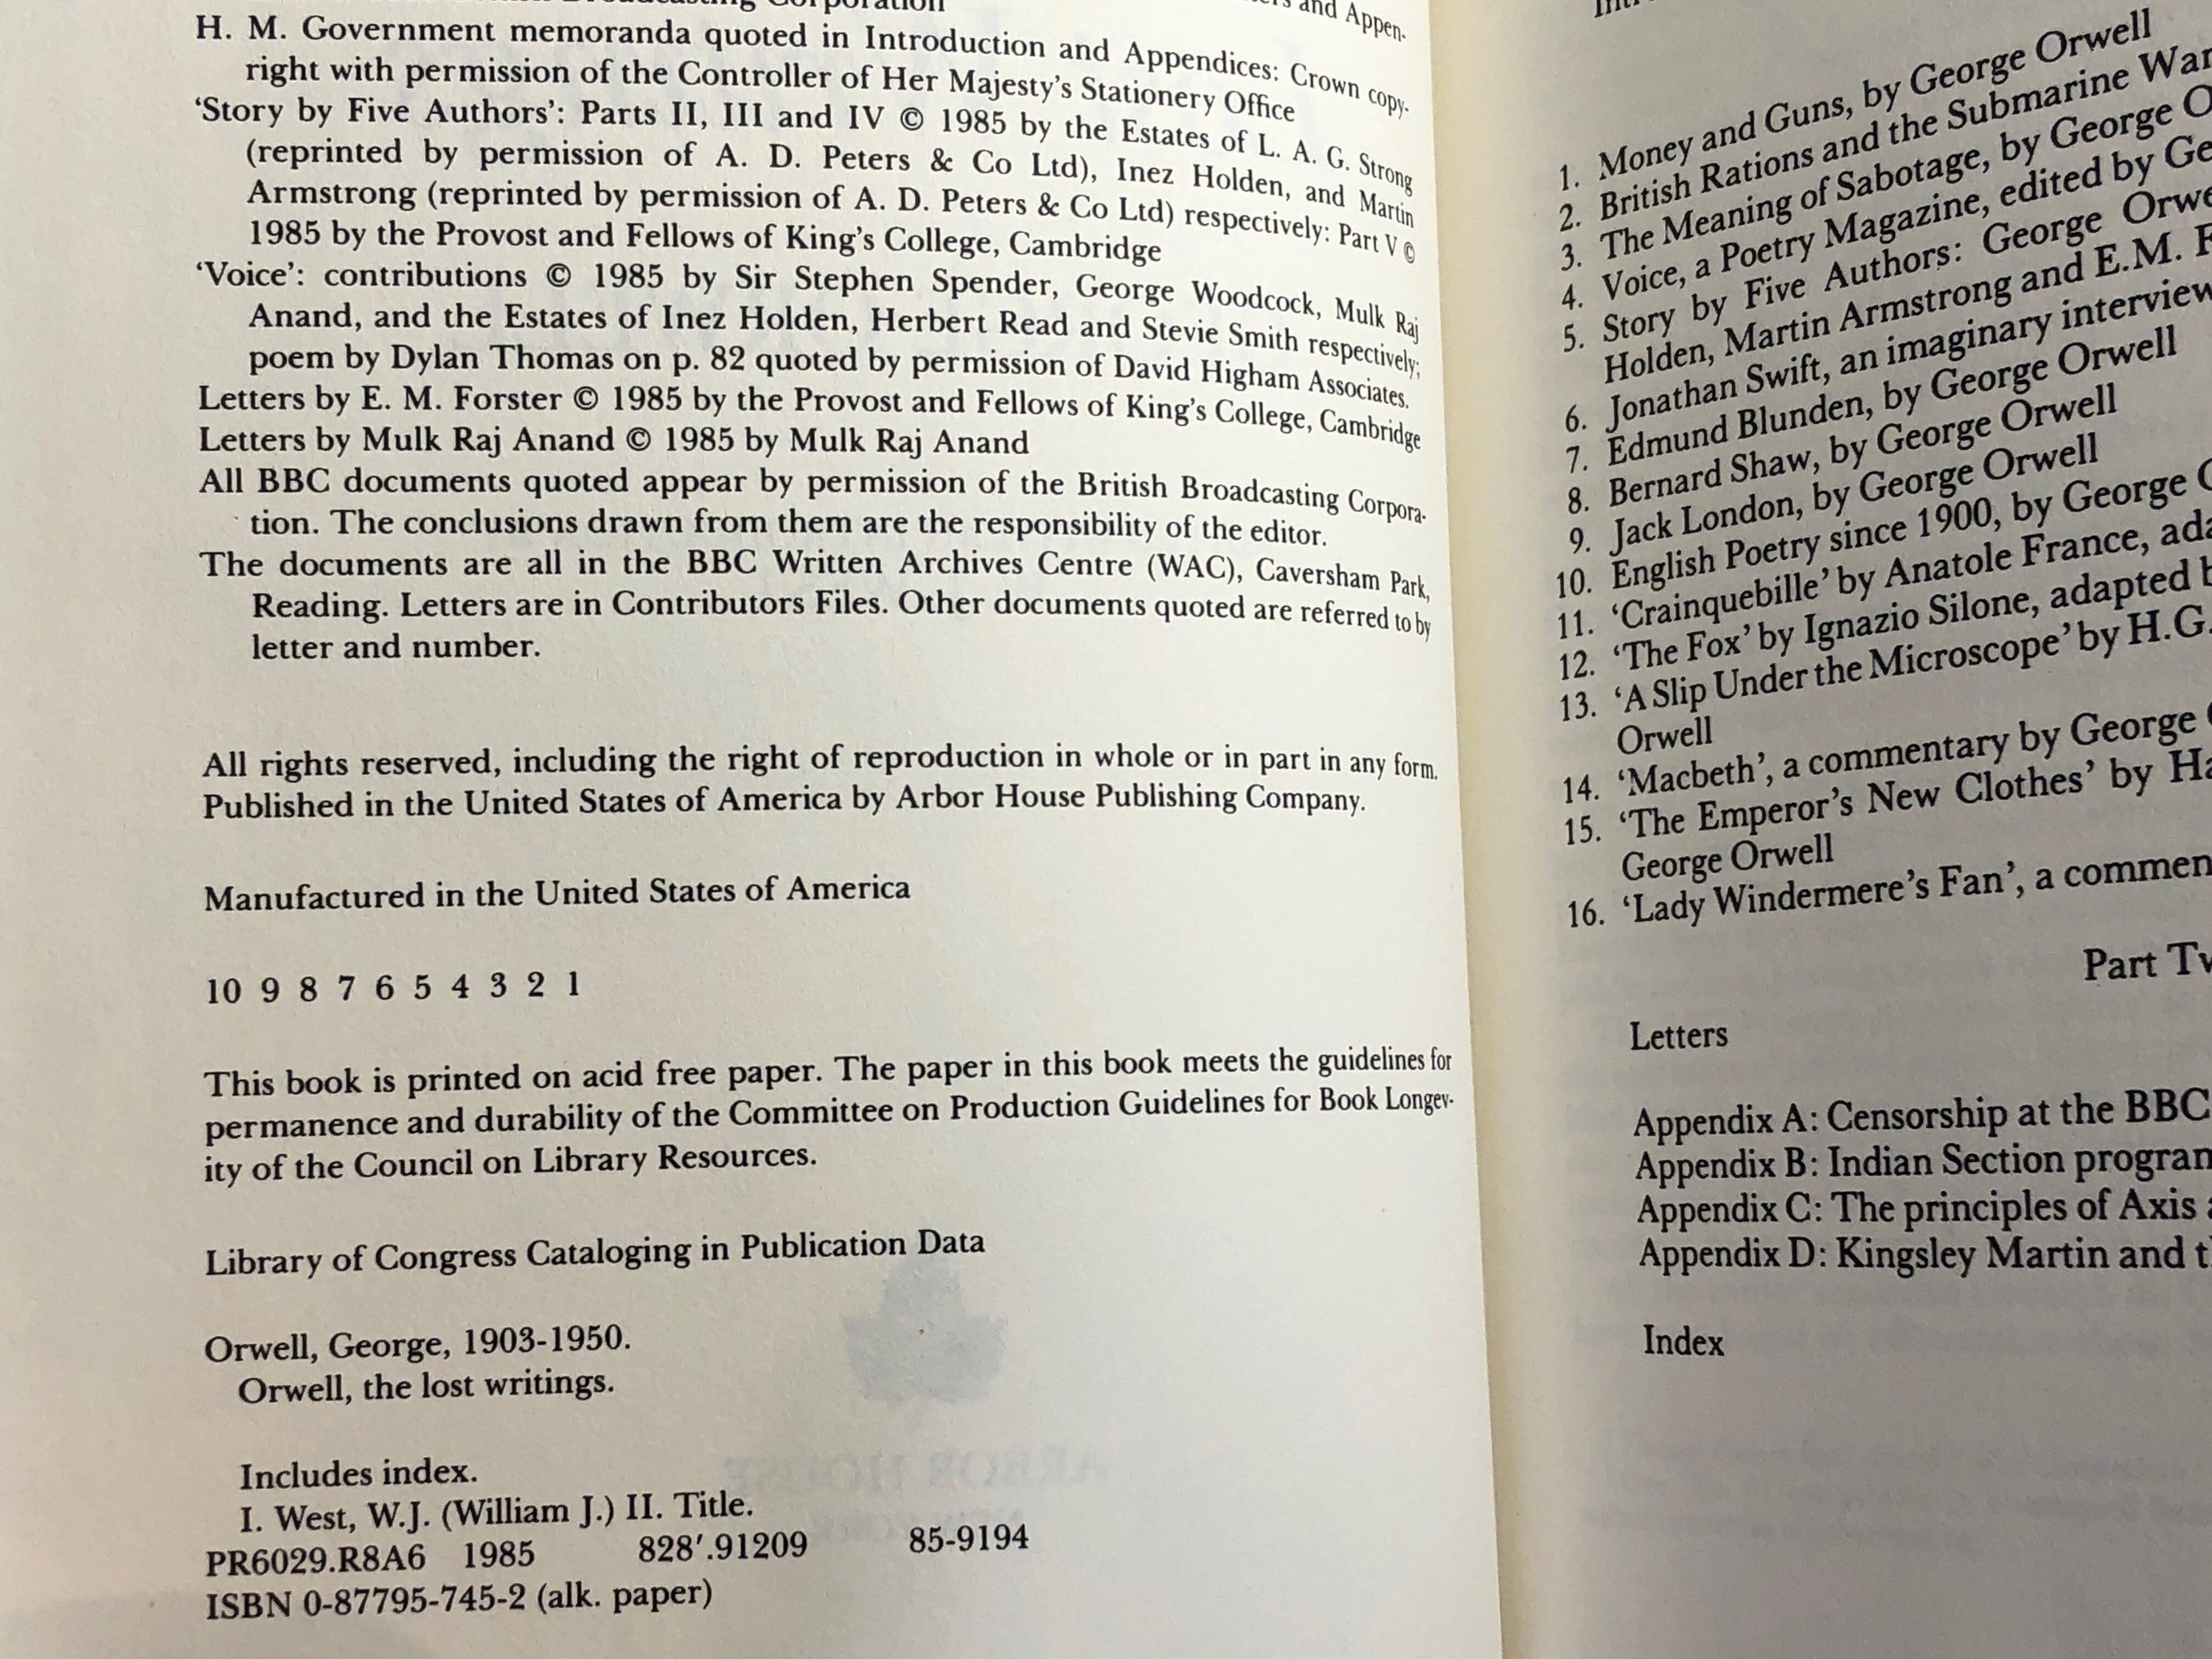 Corporation
and Appen-
H. M. Government memoranda quoted in Introduction and Appendices: Crown copy-
right with permission of the Controller of Her Majesty's Stationery Office
‘Story by Five Authors’: Parts II, III and IV © 1985 by the Estates of L. A. G. Strong
(reprinted by permission of A. D. Peters & Co Ltd), Inez Holden, and Martin
Armstrong (reprinted by permission of A. D. Peters & Co Ltd) respectively: Part V ©
1985 by the Provost and Fellows of King's College, Cambridge
‘Voice’: contributions © 1985 by Sir Stephen Spender, George Woodcock, Mulk Raj
Anand, and the Estates of Inez Holden, Herbert Read and Stevie Smith respectively;
poem by Dylan Thomas on p. 82 quoted by permission of David Higham Associates.
Letters by E. M. Forster © 1985 by the Provost and Fellows of King's College, Cambridge
Letters by Mulk Raj Anand © 1985 by Mulk Raj Anand
All BBC documents quoted appear by permission of the British Broadcasting Corpora-
tion. The conclusions drawn from them are the responsibility of the editor.
The documents are all in the BBC Written Archives Centre (WAC), Caversham Park,
Reading. Letters are in Contributors Files. Other documents quoted are referred to by
letter and number.
All rights reserved, including the right of reproduction in whole or in part in any form.
Published in the United States of America by Arbor House Publishing Company.
Manufactured in the United States of America
10 9 8 7 6 5 4 3 2 1
This book is printed on acid free paper. The paper in this book meets the guidelines for
permanence and durability of the Committee on Production Guidelines for Book Longev-
ity of the Council on Library Resources.
Library of Congress Cataloging in Publication Data
Orwell, George, 1903-1950.
Orwell, the lost writings.
Includes index.
I. West, W.J. (William J.) II. Title.
PR6029.R8A6 1985 828′.91209 85-9194
ISBN 0-87795-745-2 (alk. paper)
1. Money and Guns, by George Orwell
2. British Rations and the Submarine War
3. The Meaning of Sabotage, by George O
4. Voice, a Poetry Magazine, edited by Ge
5. Story by Five Authors: George Orwe
Holden, Martin Armstrong and E.M. F
6. Jonathan Swift, an imaginary interview
7. Edmund Blunden, by George Orwell
8. Bernard Shaw, by George Orwell
9. Jack London, by George Orwell
10. English Poetry since 1900, by George
11. ‘Crainquebille’ by Anatole France, ada
12. ‘The Fox’ by Ignazio Silone, adapted b
13. ‘A Slip Under the Microscope’ by H.G.
Orwell
14. ‘Macbeth’, a commentary by George
15. ‘The Emperor's New Clothes’ by Ha
George Orwell
16. ‘Lady Windermere's Fan’, a commen
Part Tw
Letters
Appendix A: Censorship at the BBC
Appendix B: Indian Section program
Appendix C: The principles of Axis
Appendix D: Kingsley Martin and t
Index